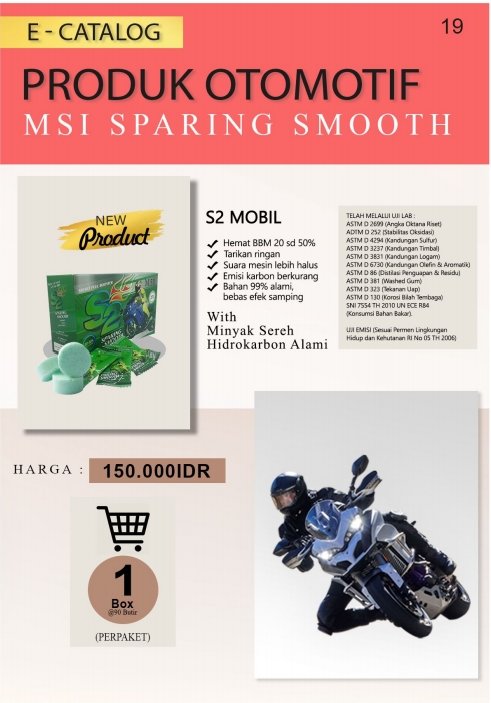 E - CATALOG
19
PRODUK OTOMOTIF
MSI SPARING SMOOTH
NEW
Product
S2
SPARING
S2 MOBIL
Hemat BBM 20 sd 50%
Tarikan ringan
Suara mesin lebih halus
Emisi karbon berkurang
Bahan 99% alami,
bebas efek samping
With
Minyak Sereh
Hidrokarbon Alami
TELAH MELALUI UJI LAB :
ASTM D 2699 (Angka Oktana Riset)
ADTM D 252 (Stabilitas Oksidasi)
ASTM D 4294 (Kandungan Sulfur)
ASTM D 3237 (Kandungan Timbal)
ASTM D 3831 (Kandungan Logam)
ASTM D 6730 (Kandungan Olefin & Aromatik)
ASTM D 86 (Distilasi Penguapan & Residu)
ASTM D 381 (Washed Gum)
ASTM D 323 (Tekanan Uap)
ASTM D 130 (Korosi Bilah Tembaga)
SNI 7554 TH 2010 UN ECE R84
(Konsumsi Bahan Bakar).
UJI EMISI (Sesuai Permen Lingkungan
Hidup dan Kehutanan RI No 05 TH 2006)
HARGA :
150.000IDR
1
Box
@90 Butir
(PERPAKET)